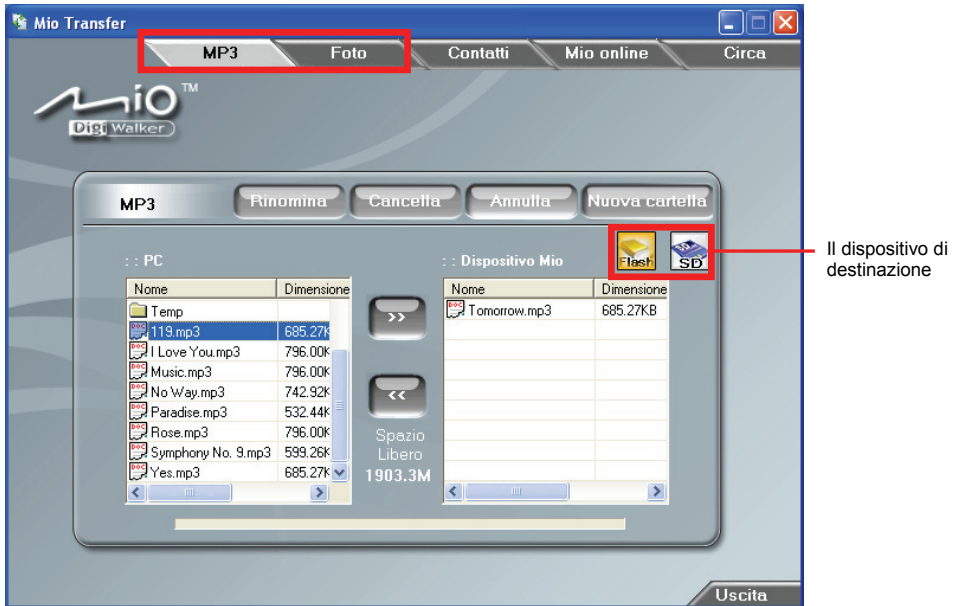 Mio Transfer
MP3 Foto Contatti Mio online Circa
Mio TM
Digi Walker
MP3 Rinomina Cancella Annulla Nuova cartella
Flash SD
Il dispositivo di
destinazione
: : PC
Nome Dimensione
Temp
119.mp3 685.27K
I Love You.mp3 796.00K
Music.mp3 796.00K
No Way.mp3 742.92K
Paradise.mp3 532.44K
Rose.mp3 796.00K
Symphony No. 9.mp3 599.26K
Yes.mp3 685.27K
>>
<<
Spazio
Libero
1903.3M
: : Dispositivo Mio
Nome Dimensione
Tomorrow.mp3 685.27KB
Uscita